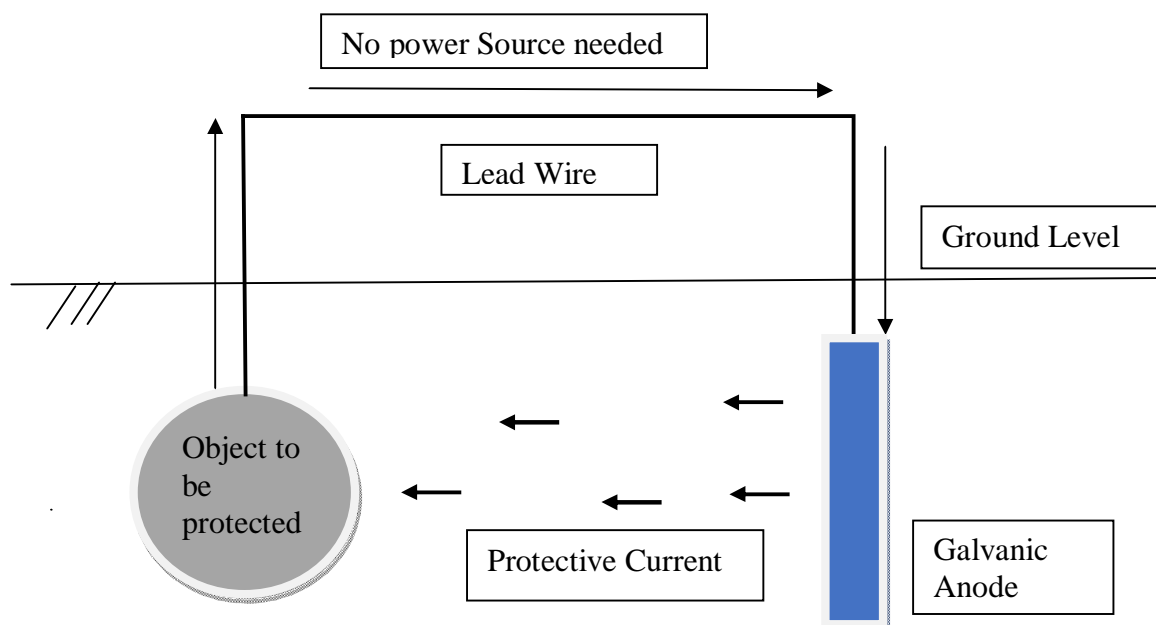 No power Source needed
Lead Wire
Ground Level
Object to
be
protected
Protective Current
Galvanic
Anode